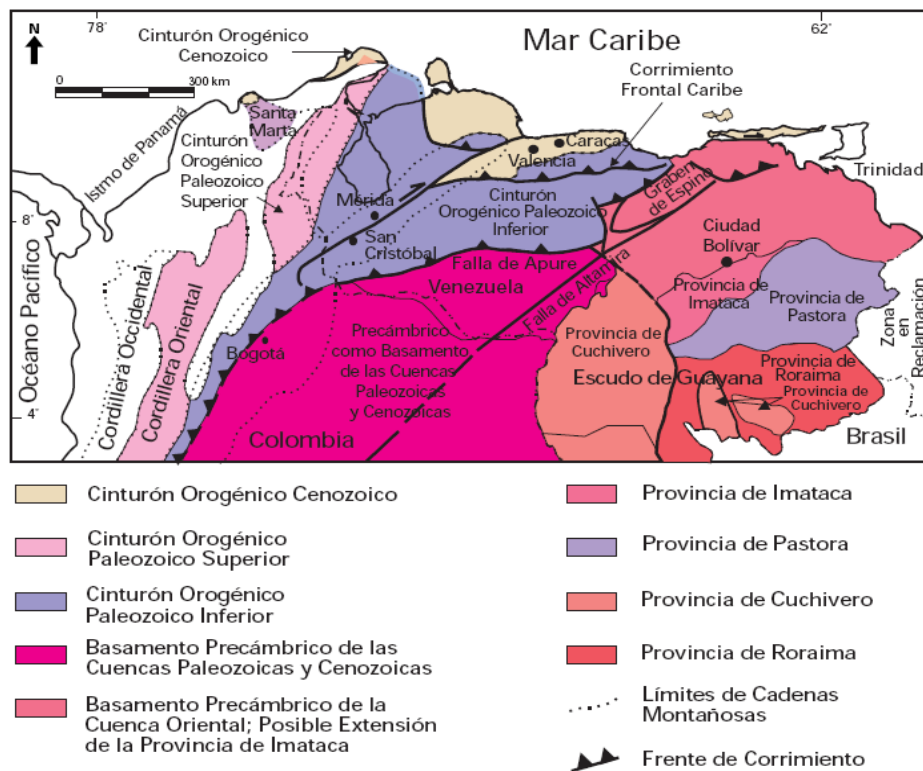 78°
62°
N
Cinturón Orogénico
Cenozoico
Mar Caribe
0
300 km
Corrimiento
Frontal Caribe
Santa
Marta
Istmo de Panamá
Cinturón
Orogénico
Paleozoico
Superior
Caracas
Valencia
Trinidad
Graben
de Espino
Mérida
Cinturón
Orogénico Paleozoico
Inferior
8°
San
Cristóbal
Ciudad
Bolívar
Falla de Apure
Venezuela
Falla de Altamira
Provincia de
Imataca
Provincia de
Pastora
Zona
en
Reclamación
Océano Pacífico
Cordillera Occidental
Cordillera Oriental
Bogotá
Precámbrico
como Basamento
de las Cuencas
Paleozoicas
y Cenozoicas
Provincia de
Cuchivero
Escudo de Guayana
Provincia de
Roraima
Provincia de
Cuchivero
4°
Colombia
Brasil
Cinturón Orogénico Cenozoico
Cinturón Orogénico
Paleozoico Superior
Cinturón Orogénico
Paleozoico Inferior
Basamento Precámbrico de las
Cuencas Paleozoicas y Cenozoicas
Basamento Precámbrico de la
Cuenca Oriental; Posible Extensión
de la Provincia de Imataca
Provincia de Imataca
Provincia de Pastora
Provincia de Cuchivero
Provincia de Roraima
Límites de Cadenas
Montañosas
Frente de Corrimiento